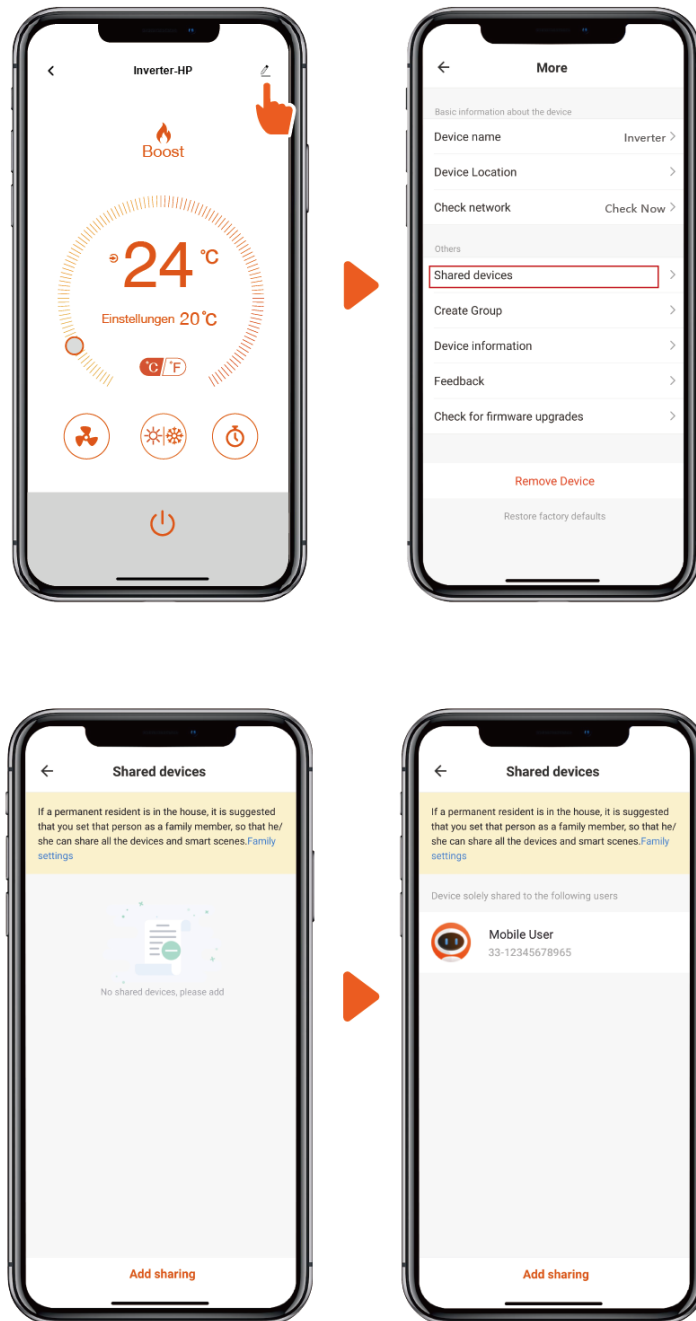 Inverter-HP
Boost
24 °C
Einstellungen 20°C
°C/°F
More
Basic information about the device
Device name Inverter
Device Location
Check network Check Now
Others
Shared devices
Create Group
Device information
Feedback
Check for firmware upgrades
Remove Device
Restore factory defaults
Shared devices
If a permanent resident is in the house, it is suggested
that you set that person as a family member, so that he/
she can share all the devices and smart scenes.Family
settings
No shared devices, please add
Add sharing
Shared devices
If a permanent resident is in the house, it is suggested
that you set that person as a family member, so that he/
she can share all the devices and smart scenes.Family
settings
Device solely shared to the following users
Mobile User
33-12345678965
Add sharing